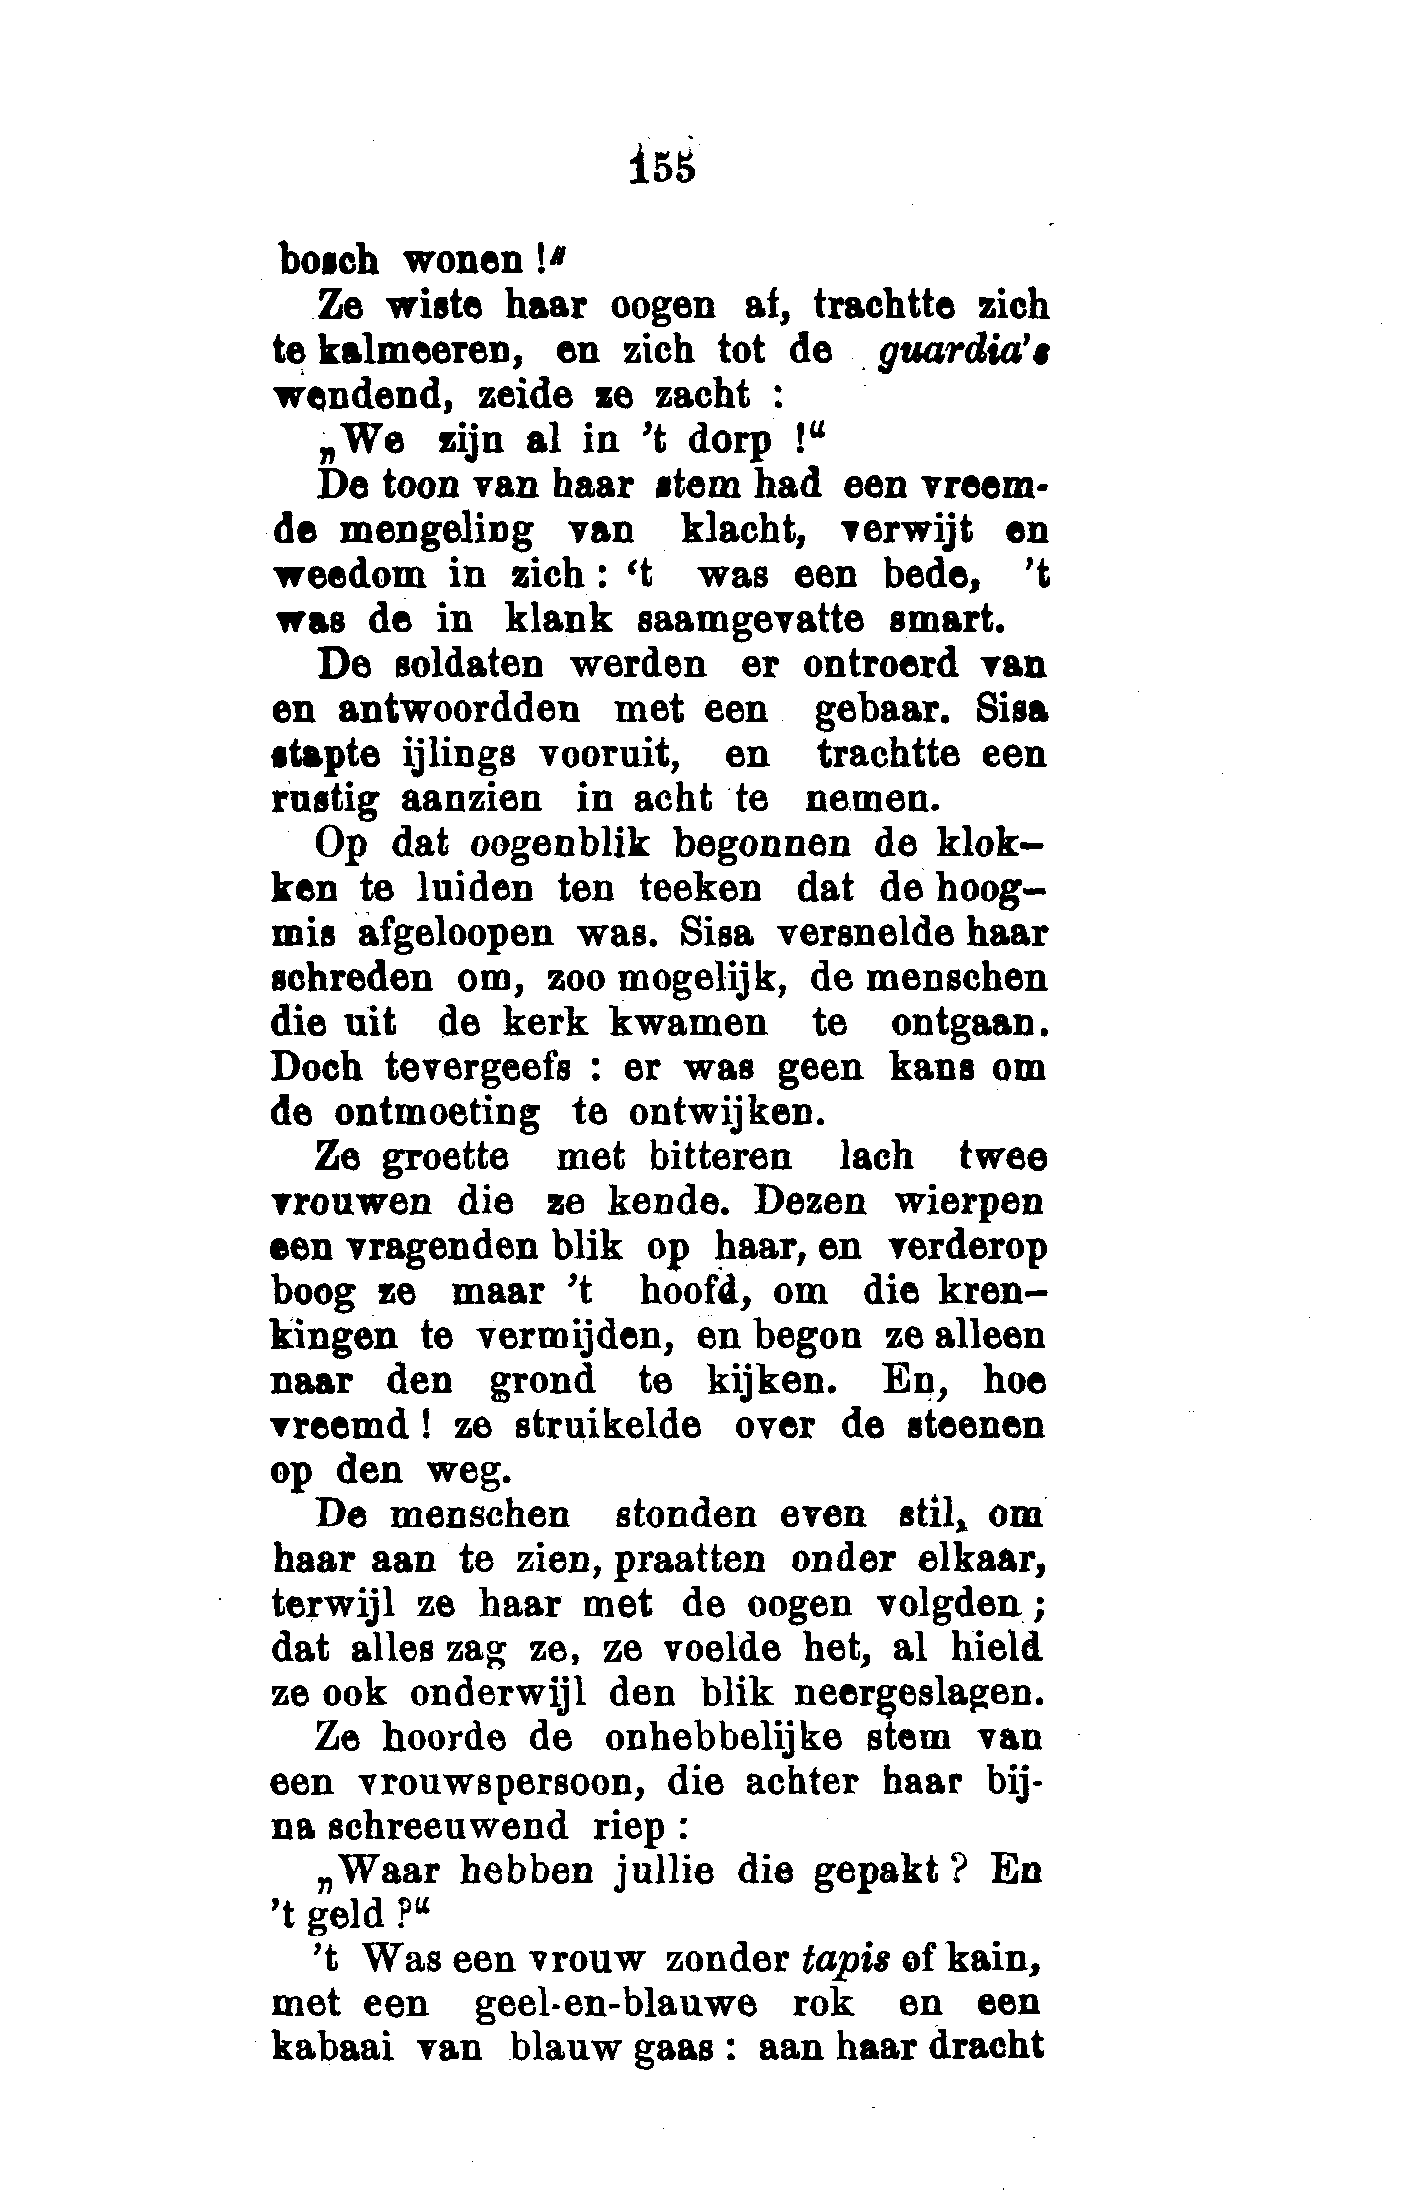 155
bosch wonen !"
Ze wiste haar oogen af, trachtte zich
te kalmeeren, en zich tot de guardia's
wendend, zeide ze zacht :
„We zijn al in 't dorp !“
De toon van haar stem had een vreem-
de mengeling van klacht, verwijt en
weedom in zich : ‘t was een bede, 't
was de in klank saamgevatte smart.
De soldaten werden er ontroerd van
en antwoordden met een gebaar. Sisa
stapte ijlings vooruit, en trachtte een
rustig aanzien in acht te nemen.
Op dat oogenblik begonnen de klok-
ken te luiden ten teeken dat de hoog-
mis afgeloopen was. Sisa versnelde haar
schreden om, zoo mogelijk, de menschen
die uit de kerk kwamen te ontgaan.
Doch tevergeefs : er was geen kans om
de ontmoeting te ontwijken.
Ze groette met bitteren lach twee
vrouwen die ze kende. Dezen wierpen
een vragenden blik op haar, en verderop
boog ze maar 't hoofd, om die kren-
kingen te vermijden, en begon ze alleen
naar den grond te kijken. En, hoe
vreemd ! ze struikelde over de steenen
op den weg.
De menschen stonden even stil, om
haar aan te zien, praatten onder elkaar,
terwijl ze haar met de oogen volgden ;
dat alles zag ze, ze voelde het, al hield
ze ook onderwijl den blik neergeslagen.
Ze hoorde de onhebbelijke stem van
een vrouwspersoon, die achter haar bij-
na schreeuwend riep :
„Waar hebben jullie die gepakt ? En
't geld ?“
't Was een vrouw zonder tapis of kain,
met een geel-en-blauwe rok en een
kabaai van blauw gaas : aan haar dracht